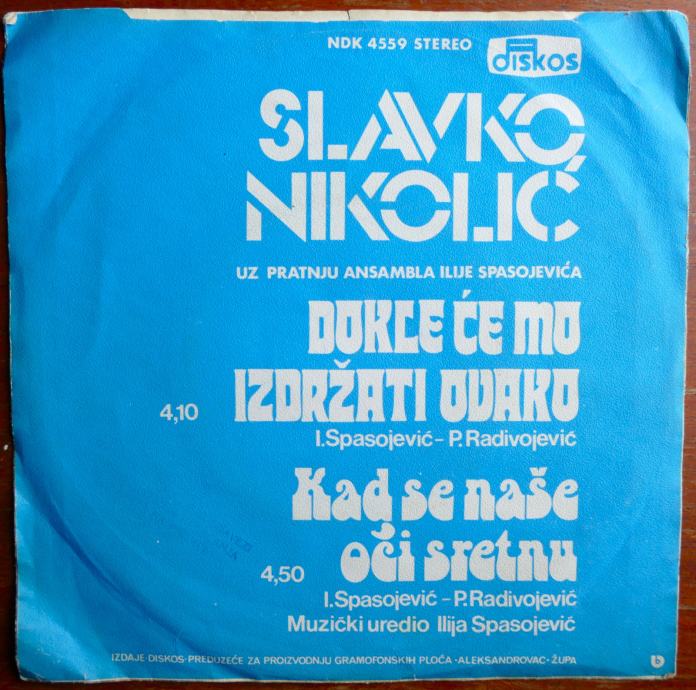 NDK 4559 STEREO
DISKOS
SLAVKO
NIKOLIĆ
UZ PRATNJU ANSAMBLA ILIJE SPASOJEVIĆA
DOKLE ĆE MO
4,10 IZDRŽATI OVAKO
I.Spasojević – P.Radivojević
Kad se naše
4,50 oči sretnu
I.Spasojević – P.Radivojević
Muzički uredio Ilija Spasojević
IZDAJE·DISKOS·PREDUZEĆE ZA PROIZVODNJU GRAMOFONSKIH PLOČA·ALEKSANDROVAC·ŽUPA
b